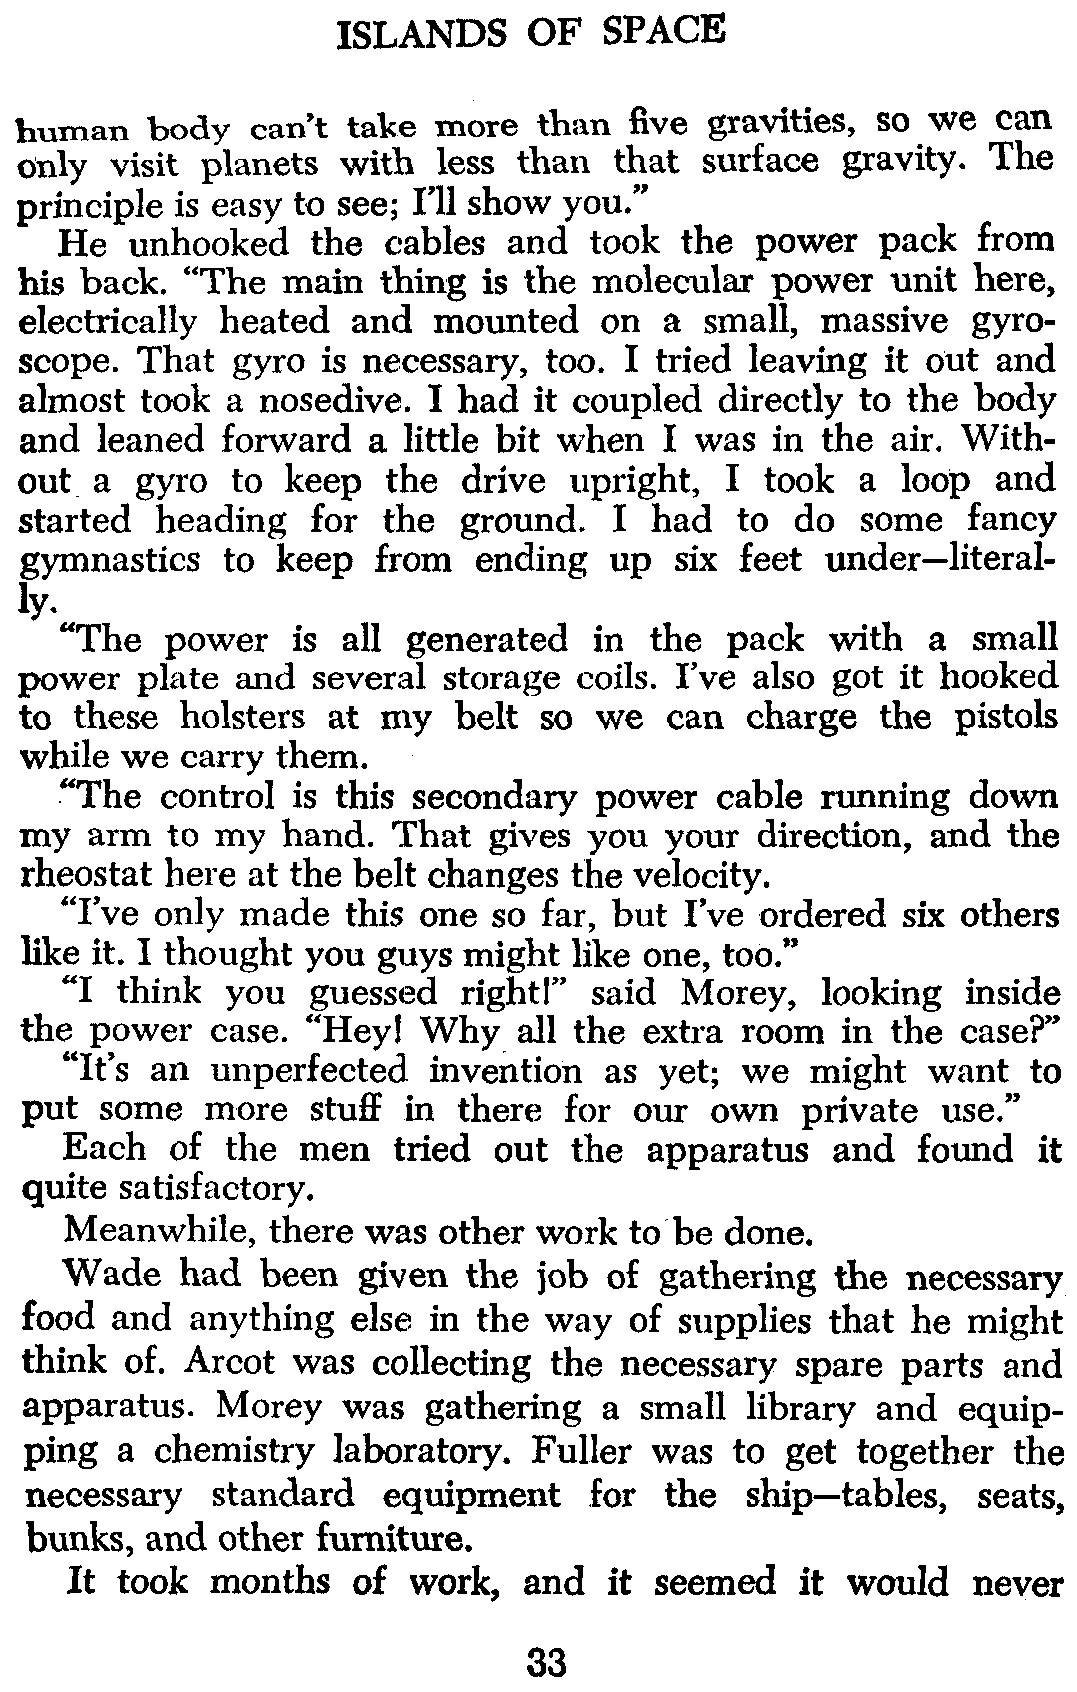 ISLANDS OF SPACE
human body can't take more than five gravities, so we can
only visit planets with less than that surface gravity. The
principle is easy to see; I'll show you."
He unhooked the cables and took the power pack from
his back. "The main thing is the molecular power unit here,
electrically heated and mounted on a small, massive gyro-
scope. That gyro is necessary, too. I tried leaving it out and
almost took a nosedive. I had it coupled directly to the body
and leaned forward a little bit when I was in the air. With-
out a gyro to keep the drive upright, I took a loop and
started heading for the ground. I had to do some fancy
gymnastics to keep from ending up six feet under—literal-
ly.
"The power is all generated in the pack with a small
power plate and several storage coils. I've also got it hooked
to these holsters at my belt so we can charge the pistols
while we carry them.
"The control is this secondary power cable running down
my arm to my hand. That gives you your direction, and the
rheostat here at the belt changes the velocity.
"I've only made this one so far, but I've ordered six others
like it. I thought you guys might like one, too."
"I think you guessed right!" said Morey, looking inside
the power case. "Hey! Why all the extra room in the case?"
"It's an unperfected invention as yet; we might want to
put some more stuff in there for our own private use."
Each of the men tried out the apparatus and found it
quite satisfactory.
Meanwhile, there was other work to be done.
Wade had been given the job of gathering the necessary
food and anything else in the way of supplies that he might
think of. Arcot was collecting the necessary spare parts and
apparatus. Morey was gathering a small library and equip-
ping a chemistry laboratory. Fuller was to get together the
necessary standard equipment for the ship—tables, seats,
bunks, and other furniture.
It took months of work, and it seemed it would never
33